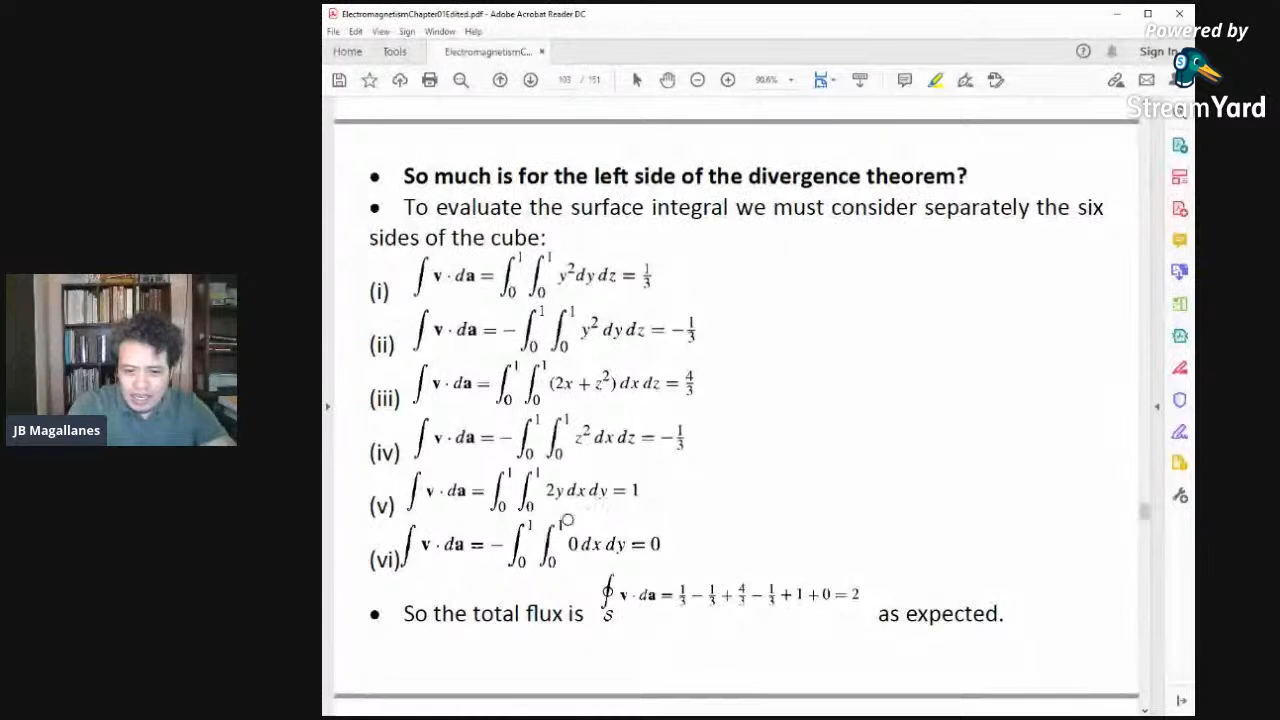 ElectromagnetismChapter01Edited.pdf - Adobe Acrobat Reader DC
File Edit View Sign Window Help
Home Tools ElectromagnetismC... × Sign In
103 / 151 90.6%
Powered by
StreamYard
• So much is for the left side of the divergence theorem?
• To evaluate the surface integral we must consider separately the six
sides of the cube:
(i) ∫ v · da = ∫₀¹ ∫₀¹ y² dy dz = 1/3
(ii) ∫ v · da = − ∫₀¹ ∫₀¹ y² dy dz = −1/3
(iii) ∫ v · da = ∫₀¹ ∫₀¹ (2x + z²) dx dz = 4/3
(iv) ∫ v · da = − ∫₀¹ ∫₀¹ z² dx dz = −1/3
(v) ∫ v · da = ∫₀¹ ∫₀¹ 2y dx dy = 1
(vi) ∫ v · da = − ∫₀¹ ∫₀¹ 0 dx dy = 0
• So the total flux is ∮S v · da = 1/3 − 1/3 + 4/3 − 1/3 + 1 + 0 = 2 as expected.
JB Magallanes